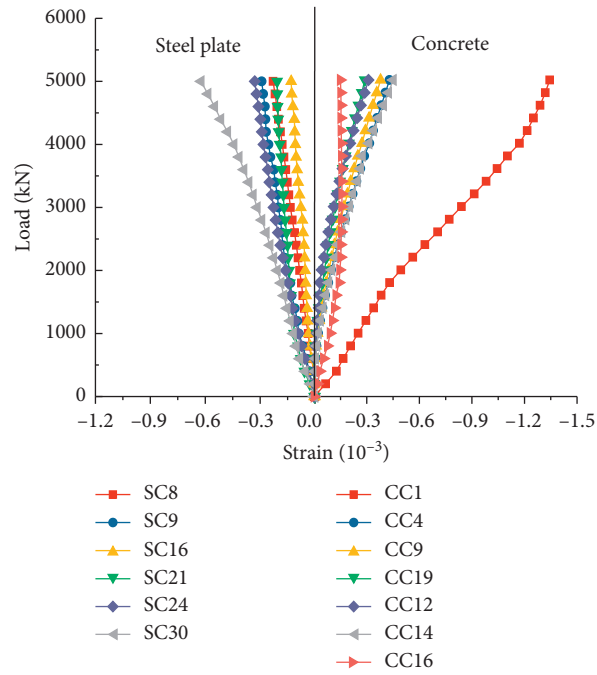 Steel plate Concrete
6000
5000
4000
3000
2000
1000
0
Load (kN)
–1.2 –0.9 –0.6 –0.3 0.0 –0.3 –0.6 –0.9 –1.2 –1.5
Strain (10⁻³)
SC8 CC1
SC9 CC4
SC16 CC9
SC21 CC19
SC24 CC12
SC30 CC14
CC16